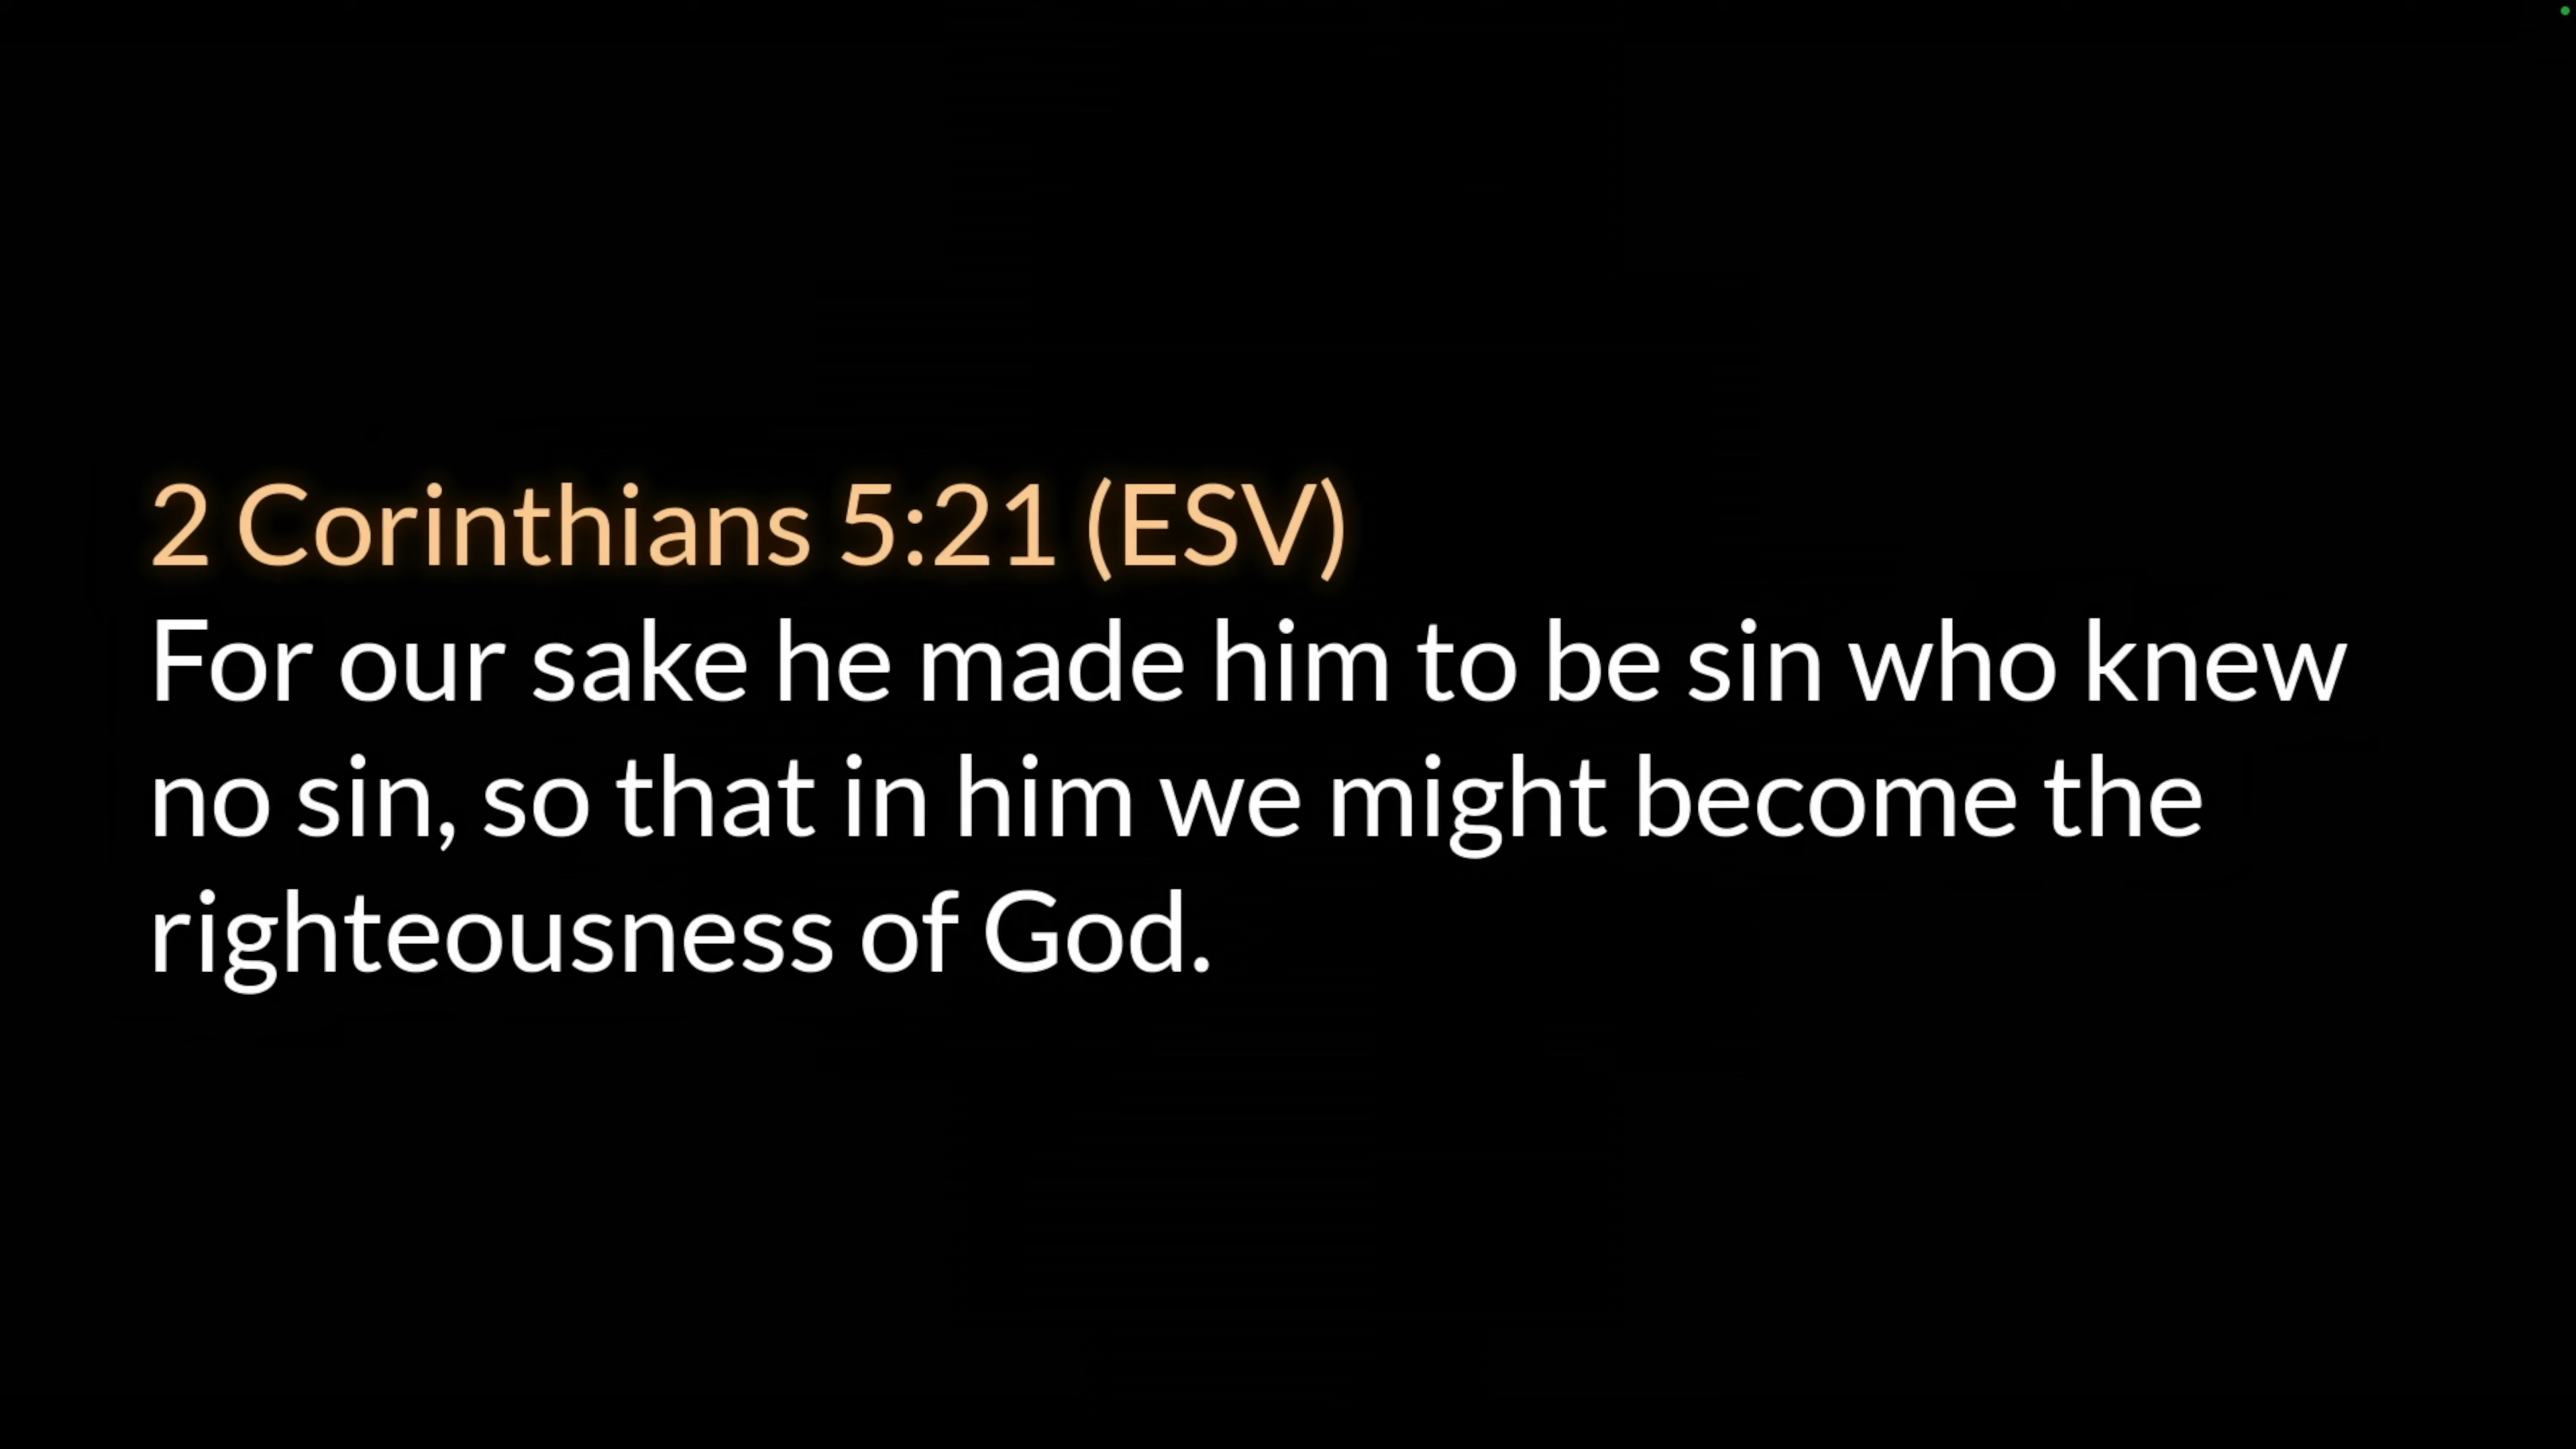 2 Corinthians 5:21 (ESV)
For our sake he made him to be sin who knew
no sin, so that in him we might become the
righteousness of God.